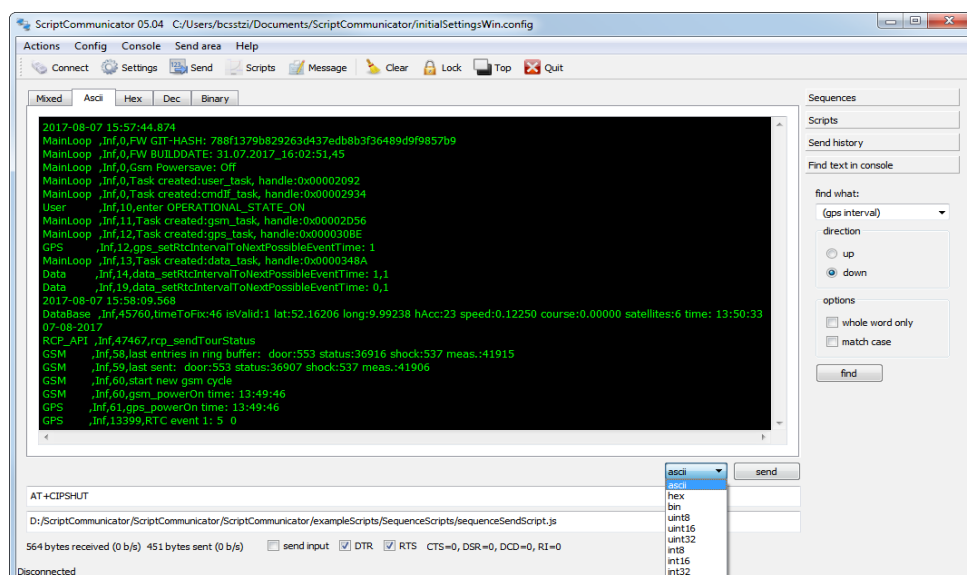 ScriptCommunicator 05.04   C:/Users/bcsstzi/Documents/ScriptCommunicator/initialSettingsWin.config
Actions Config Console Send area Help
Connect Settings Send Scripts Message Clear Lock Top Quit
Mixed Ascii Hex Dec Binary
2017-08-07 15:57:44.874
MainLoop ,Inf,0,FW GIT-HASH: 788f1379b829263d437edb8b3f36489d9f9857b9
MainLoop ,Inf,0,FW BUILDDATE: 31.07.2017_16:02:51,45
MainLoop ,Inf,0,Gsm Powersave: Off
MainLoop ,Inf,0,Task created:user_task, handle:0x00002092
MainLoop ,Inf,0,Task created:cmdIf_task, handle:0x00002934
User ,Inf,10,enter OPERATIONAL_STATE_ON
MainLoop ,Inf,11,Task created:gsm_task, handle:0x00002D56
MainLoop ,Inf,12,Task created:gps_task, handle:0x000030BE
GPS ,Inf,12,gps_setRtcIntervalToNextPossibleEventTime: 1
MainLoop ,Inf,13,Task created:data_task, handle:0x0000348A
Data ,Inf,14,data_setRtcIntervalToNextPossibleEventTime: 1,1
Data ,Inf,19,data_setRtcIntervalToNextPossibleEventTime: 0,1
2017-08-07 15:58:09.568
DataBase ,Inf,45760,timeToFix:46 isValid:1 lat:52.16206 long:9.99238 hAcc:23 speed:0.12250 course:0.00000 satellites:6 time: 13:50:33
07-08-2017
RCP_API ,Inf,47467,rcp_sendTourStatus
GSM ,Inf,58,last entries in ring buffer: door:553 status:36916 shock:537 meas.:41915
GSM ,Inf,59,last sent: door:553 status:36907 shock:537 meas.:41906
GSM ,Inf,60,start new gsm cycle
GSM ,Inf,60,gsm_powerOn time: 13:49:46
GPS ,Inf,61,gps_powerOn time: 13:49:46
GPS ,Inf,13399,RTC event 1: 5 0
Sequences
Scripts
Send history
Find text in console
find what:
(gps interval)
direction
up
down
options
whole word only
match case
find
ascii send
AT+CIPSHUT
D:/ScriptCommunicator/ScriptCommunicator/ScriptCommunicator/exampleScripts/SequenceScripts/sequenceSendScript.js
ascii
hex
bin
uint8
uint16
uint32
int8
int16
int32
564 bytes received (0 b/s) 451 bytes sent (0 b/s) send input DTR RTS CTS=0, DSR=0, DCD=0, RI=0
Disconnected